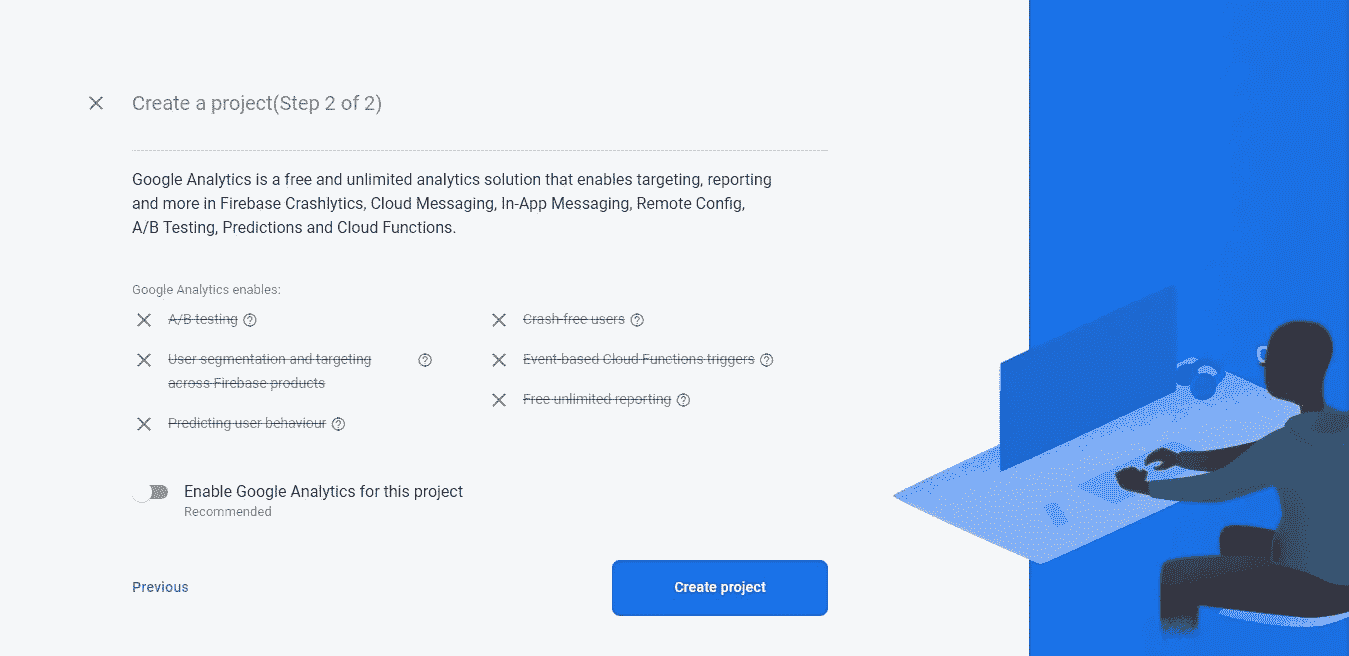 Create a project(Step 2 of 2)
Google Analytics is a free and unlimited analytics solution that enables targeting, reporting
and more in Firebase Crashlytics, Cloud Messaging, In-App Messaging, Remote Config,
A/B Testing, Predictions and Cloud Functions.
Google Analytics enables:
A/B testing
User segmentation and targeting
across Firebase products
Predicting user behaviour
Crash-free users
Event-based Cloud Functions triggers
Free unlimited reporting
Enable Google Analytics for this project
Recommended
Previous
Create project